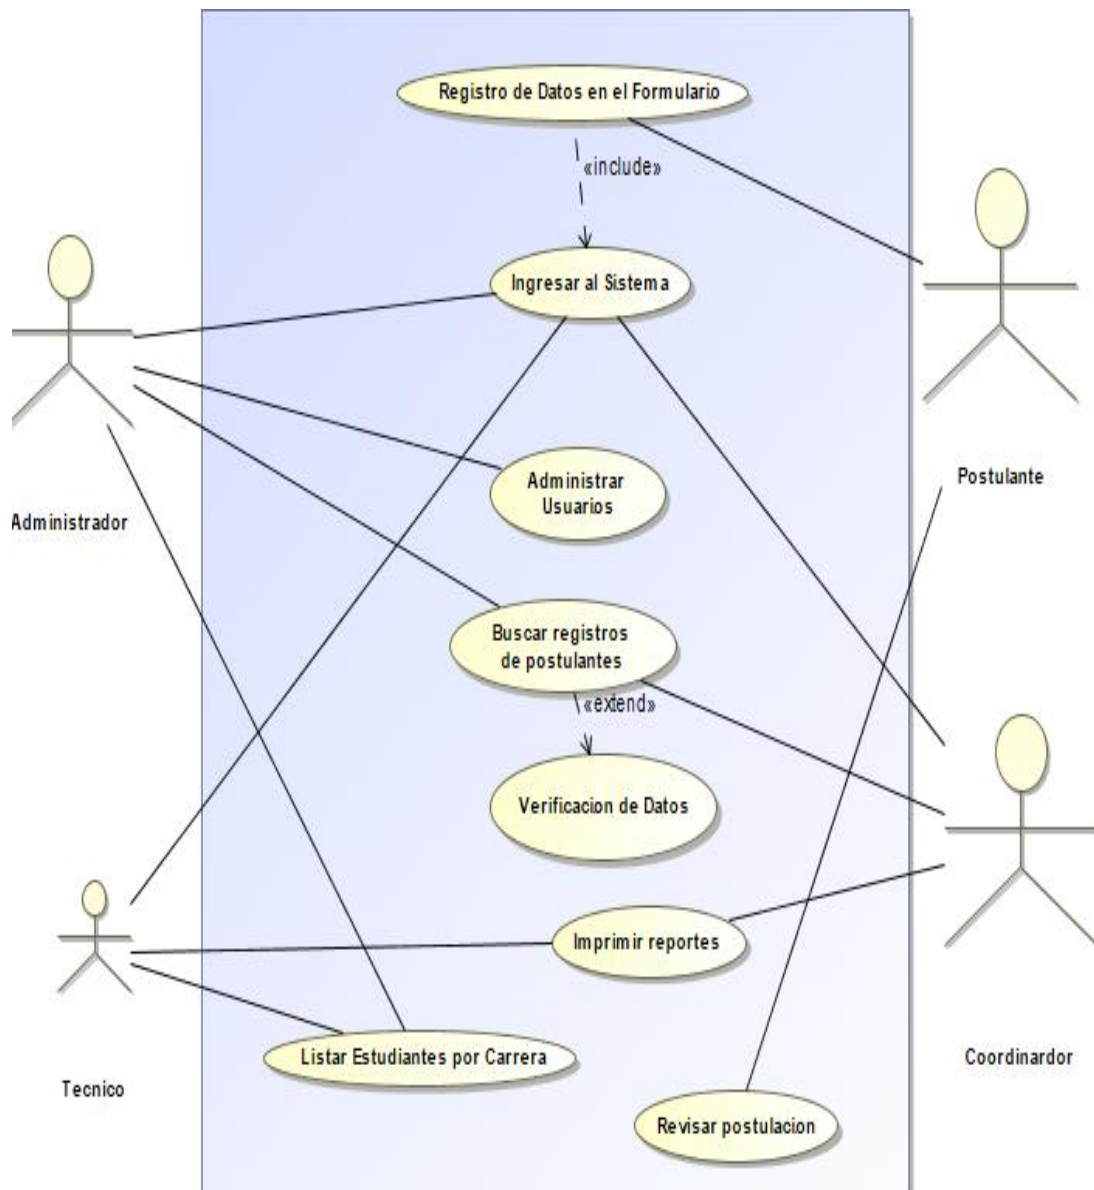 Registro de Datos en el Formulario
«include»
Ingresar al Sistema
Administrar
Usuarios
Postulante
Administrador
Buscar registros
de postulantes
«extend»
Verificacion de Datos
Imprimir reportes
Listar Estudiantes por Carrera
Coordinardor
Tecnico
Revisar postulacion